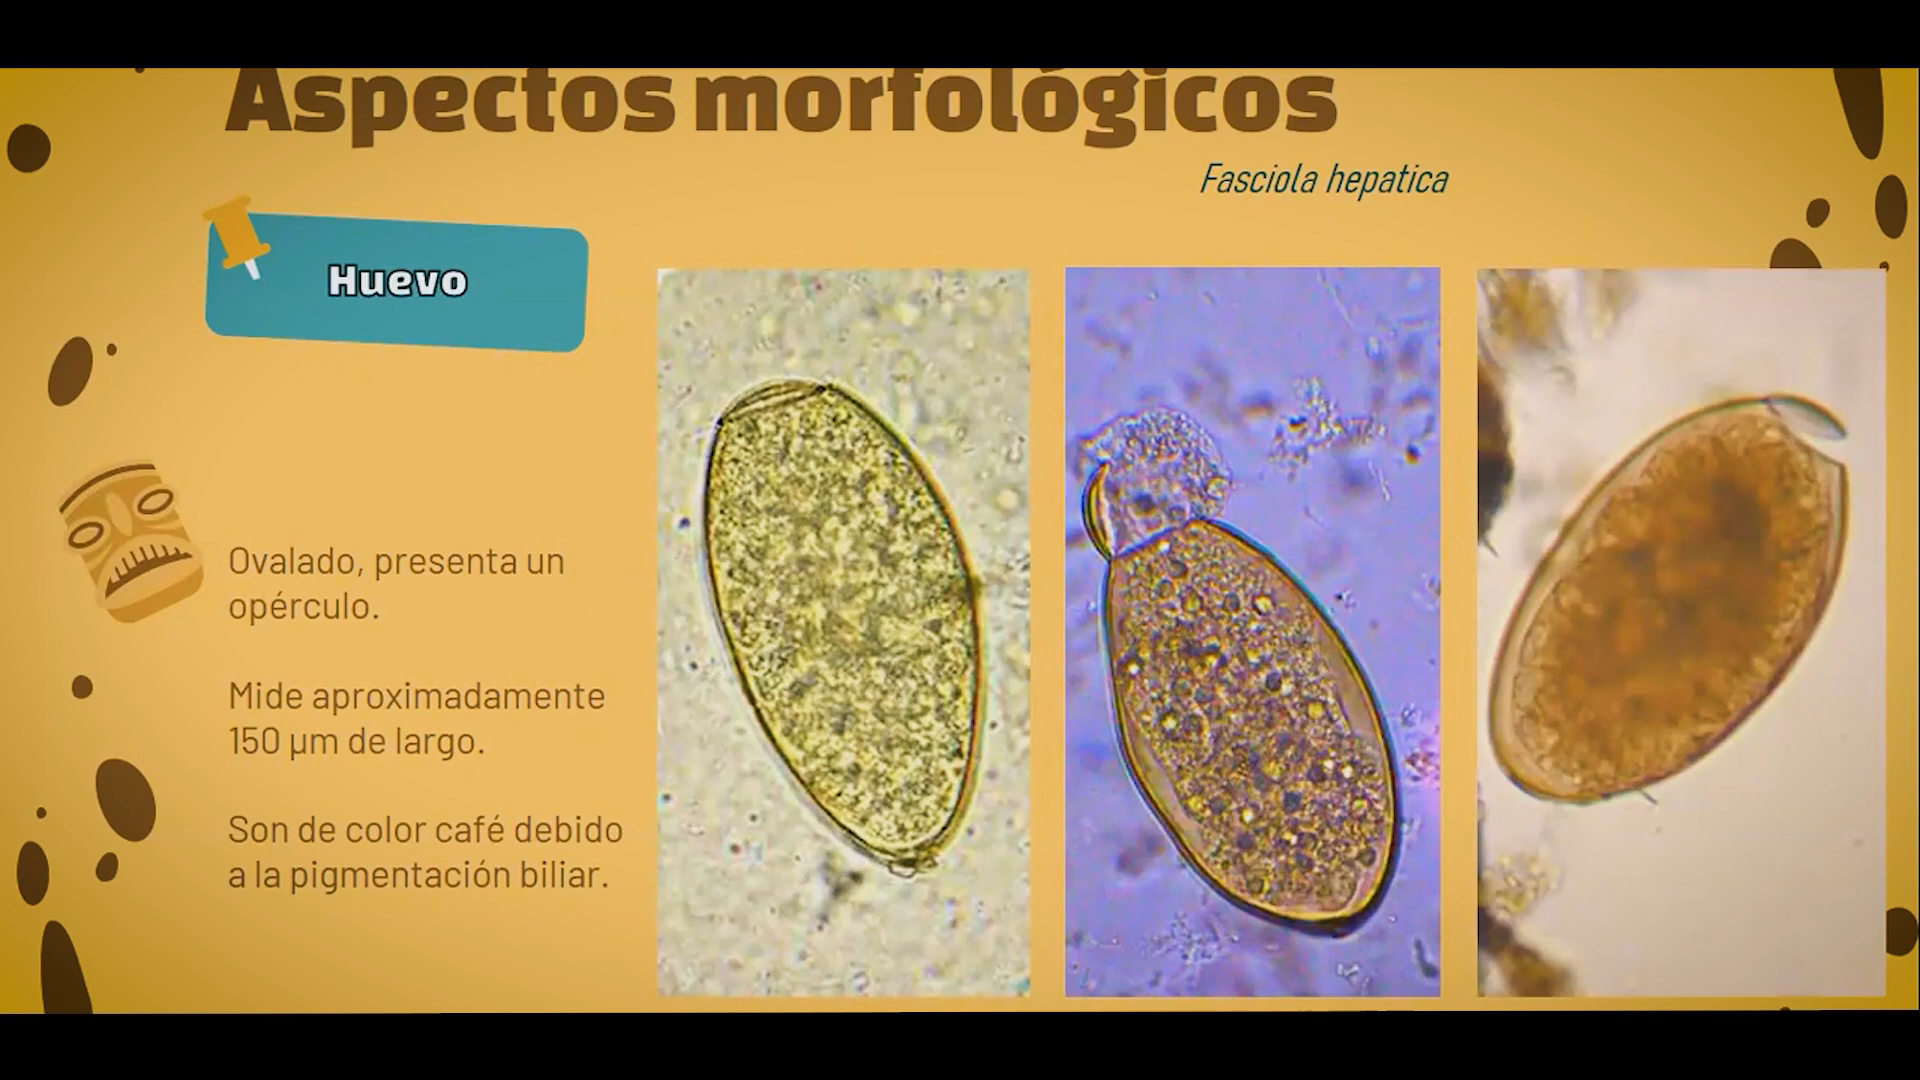 Aspectos morfológicos
Fasciola hepatica
Huevo
Ovalado, presenta un
opérculo.
Mide aproximadamente
150 µm de largo.
Son de color café debido
a la pigmentación biliar.